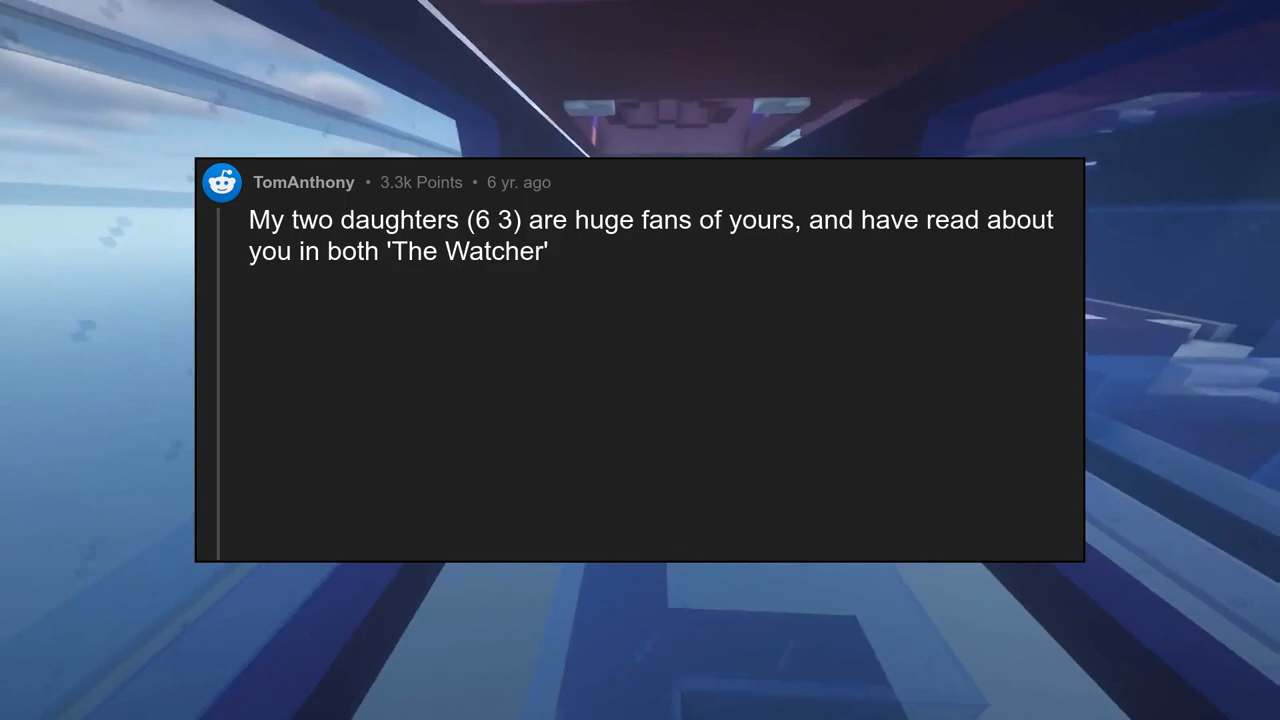 TomAnthony • 3.3k Points • 6 yr. ago
My two daughters (6 3) are huge fans of yours, and have read about
you in both 'The Watcher'